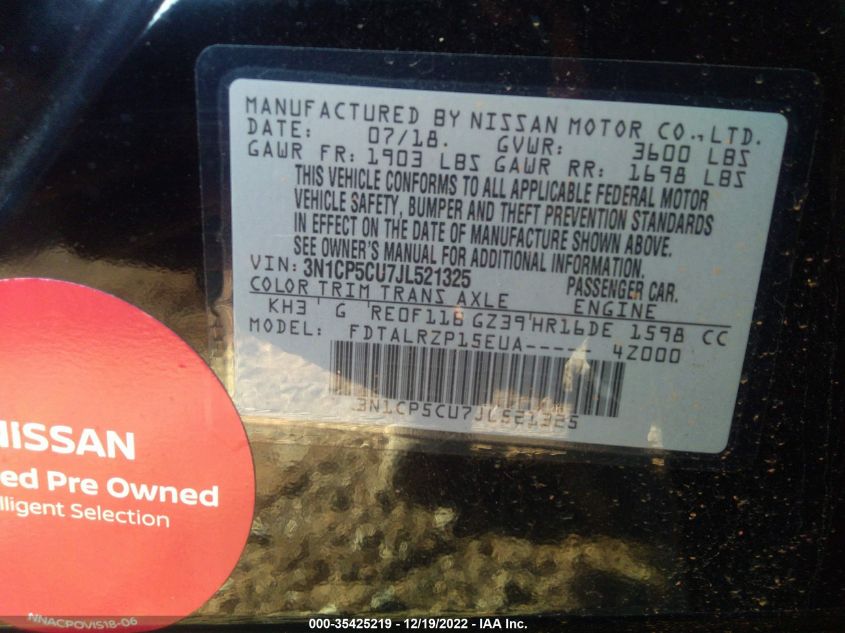 MANUFACTURED BY NISSAN MOTOR CO., LTD.
DATE: 07/18. GVWR: 3600 LBS
GAWR FR: 1903 LBS GAWR RR: 1698 LBS
THIS VEHICLE CONFORMS TO ALL APPLICABLE FEDERAL MOTOR
VEHICLE SAFETY, BUMPER AND THEFT PREVENTION STANDARDS
IN EFFECT ON THE DATE OF MANUFACTURE SHOWN ABOVE.
SEE OWNER'S MANUAL FOR ADDITIONAL INFORMATION.
VIN: 3N1CP5CU7JL521325 PASSENGER CAR.
COLOR TRIM TRANS AXLE ENGINE
KH3 ' G ' RE0F11B GZ39'HR16DE 1598 CC
MODEL: FDTALRZP15EUA----- 4Z000
3N1CP5CU7JL521325
NISSAN
ed Pre Owned
lligent Selection
NNACPOVIS18-06
000-35425219 - 12/19/2022 - IAA Inc.